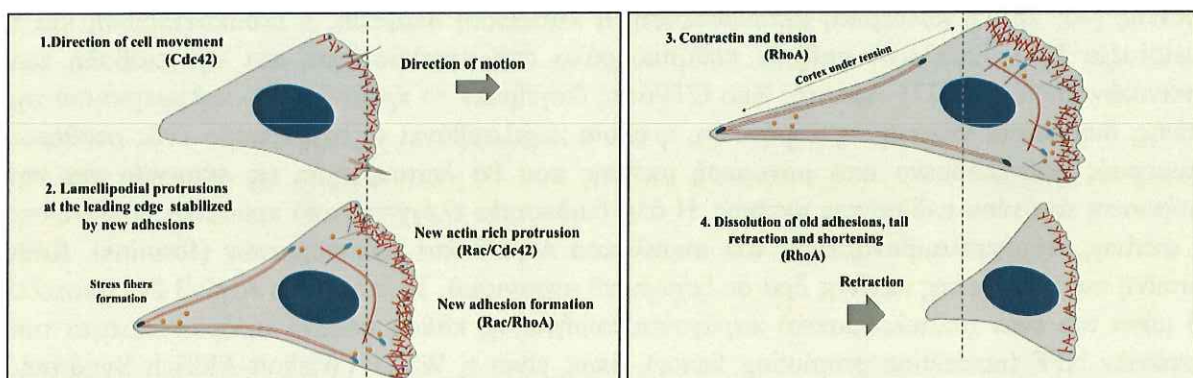 1.Direction of cell movement
(Cdc42)
Direction of motion
2. Lamellipodial protrusions
at the leading edge stabilized
by new adhesions
New actin rich protrusion
(Rac/Cdc42)
Stress fibers
formation
New adhesion formation
(Rac/RhoA)
3. Contractin and tension
(RhoA)
Cortex under tension
4. Dissolution of old adhesions, tail
retraction and shortening
(RhoA)
Retraction